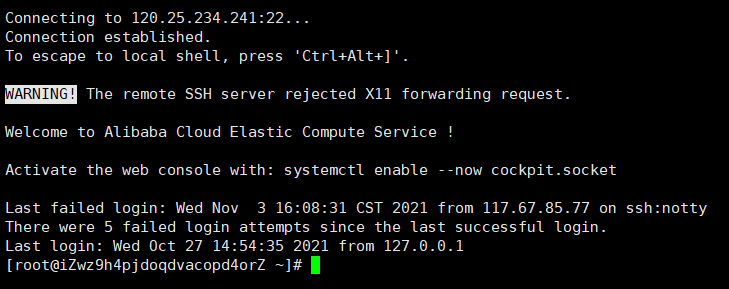 Connecting to 120.25.234.241:22...
Connection established.
To escape to local shell, press 'Ctrl+Alt+]'.
WARNING! The remote SSH server rejected X11 forwarding request.
Welcome to Alibaba Cloud Elastic Compute Service !
Activate the web console with: systemctl enable --now cockpit.socket
Last failed login: Wed Nov  3 16:08:31 CST 2021 from 117.67.85.77 on ssh:notty
There were 5 failed login attempts since the last successful login.
Last login: Wed Oct 27 14:54:35 2021 from 127.0.0.1
[root@iZwz9h4pjdoqdvacopd4orZ ~]#